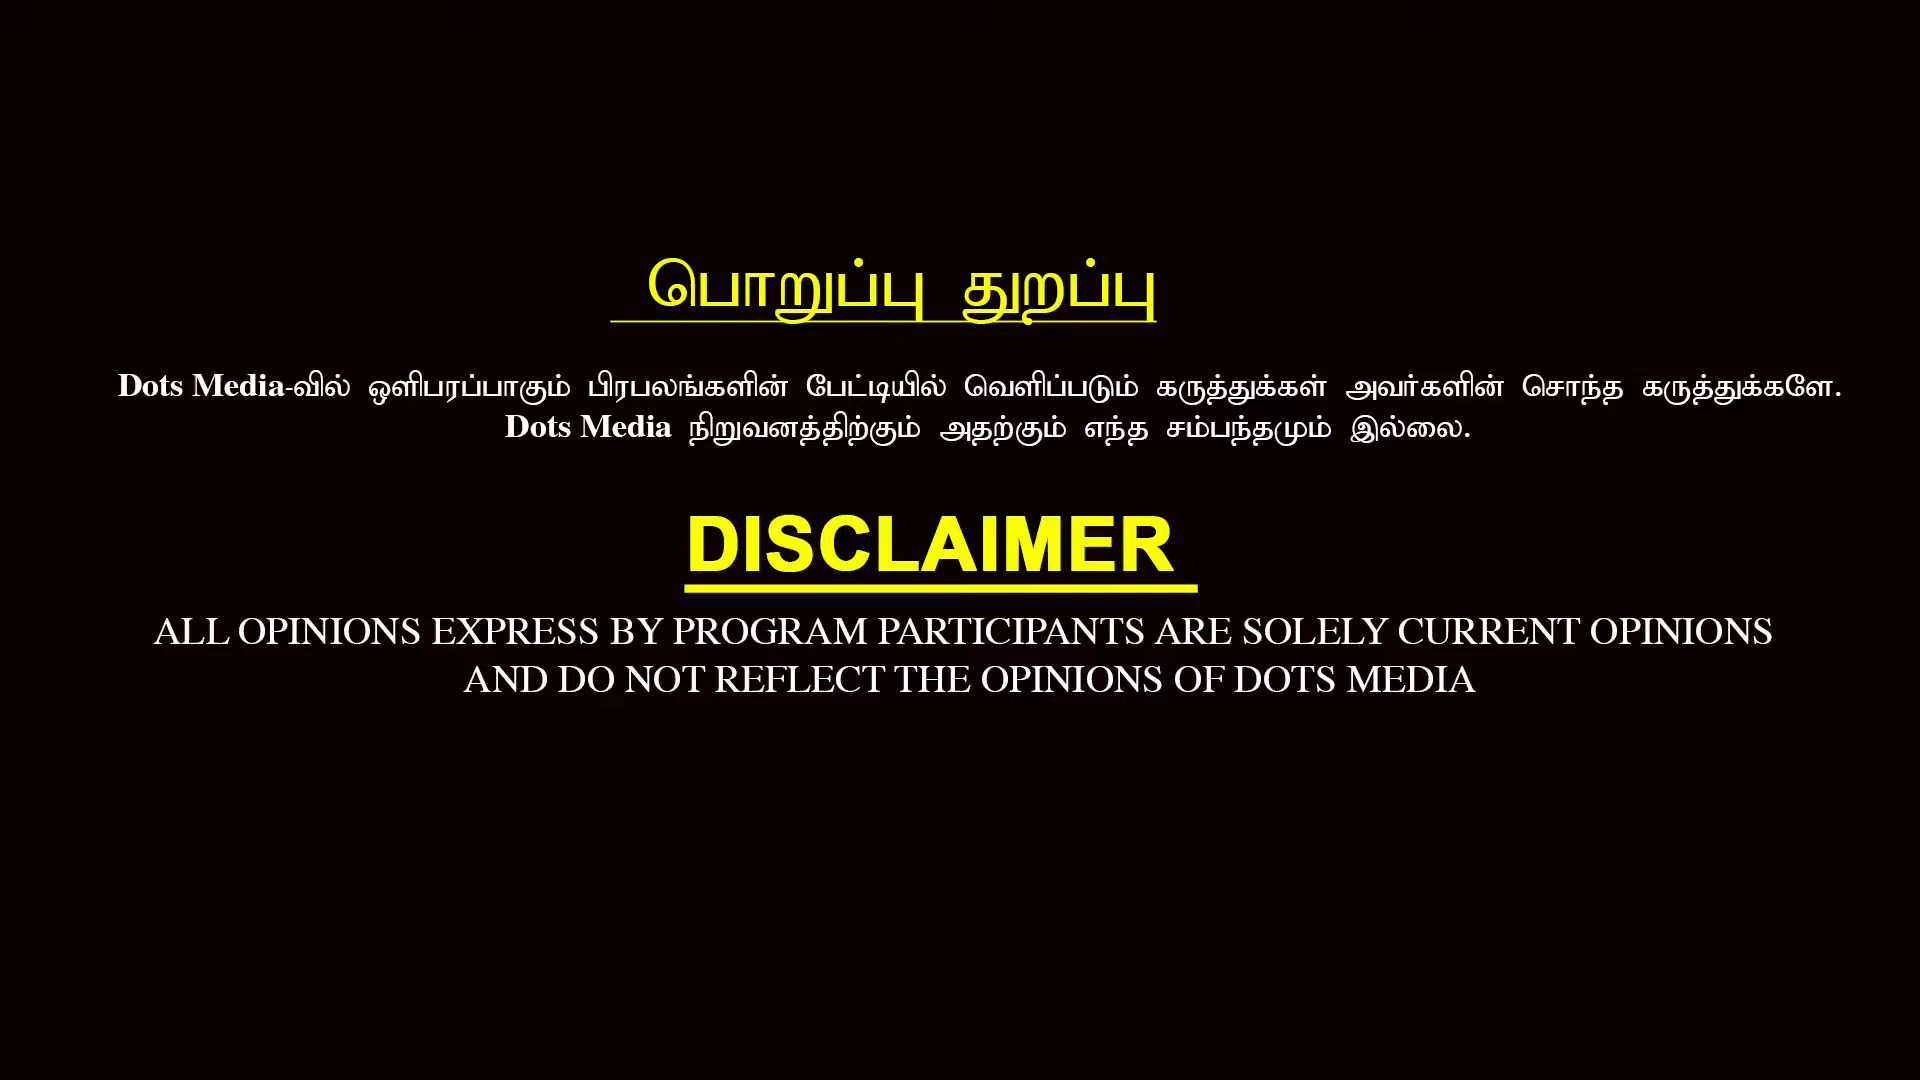 பொறுப்பு துறப்பு
Dots Media-வில் ஒளிபரப்பாகும் பிரபலங்களின் பேட்டியில் வெளிப்படும் கருத்துக்கள் அவர்களின் சொந்த கருத்துக்களே.
Dots Media நிறுவனத்திற்கும் அதற்கும் எந்த சம்பந்தமும் இல்லை.
DISCLAIMER
ALL OPINIONS EXPRESS BY PROGRAM PARTICIPANTS ARE SOLELY CURRENT OPINIONS
AND DO NOT REFLECT THE OPINIONS OF DOTS MEDIA